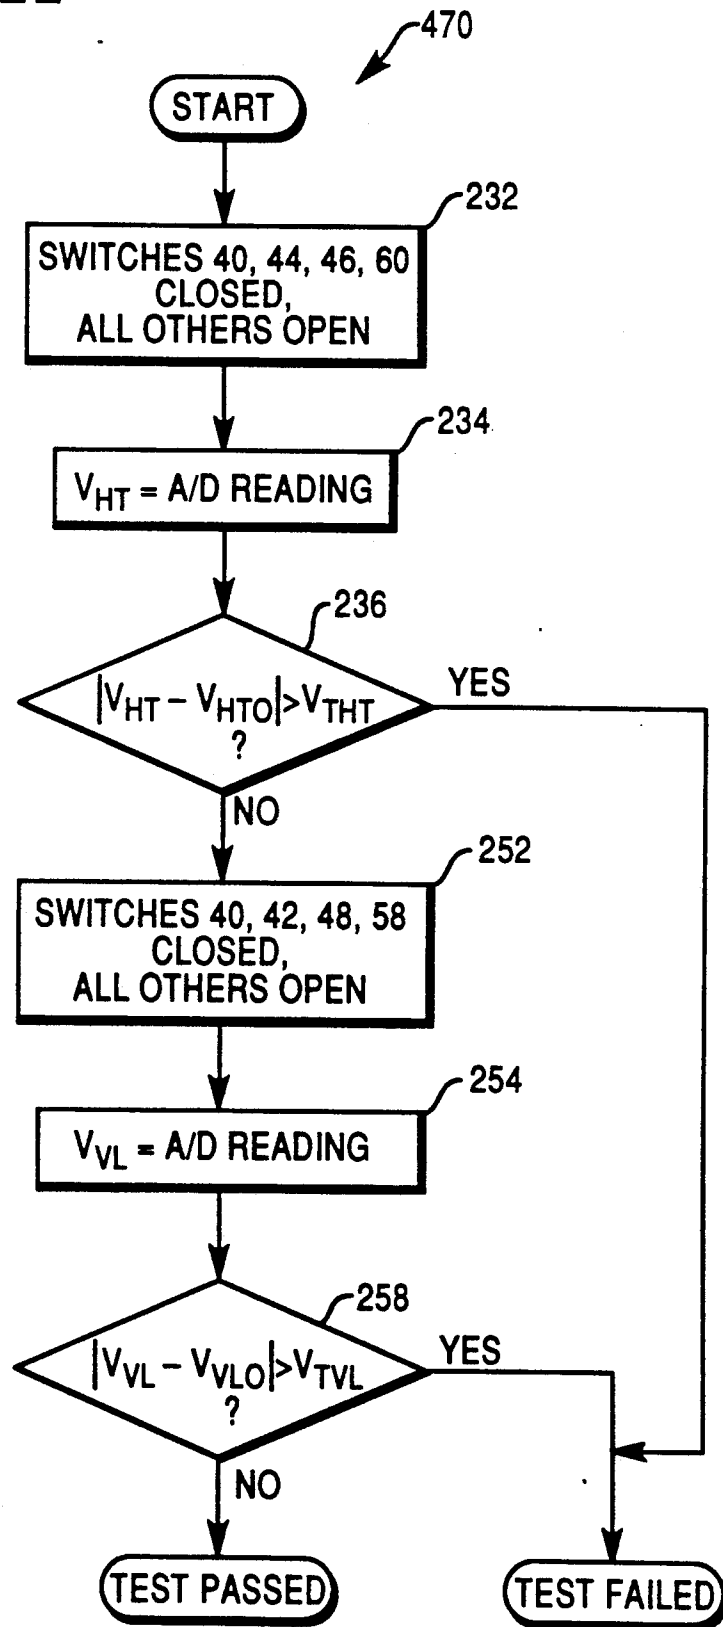 470
START
232
SWITCHES 40, 44, 46, 60
CLOSED,
ALL OTHERS OPEN
234
V_HT = A/D READING
236
|V_HT – V_HTO|>V_THT
?
YES
NO
252
SWITCHES 40, 42, 48, 58
CLOSED,
ALL OTHERS OPEN
254
V_VL = A/D READING
258
|V_VL – V_VLO|>V_TVL
?
YES
NO
TEST PASSED
TEST FAILED